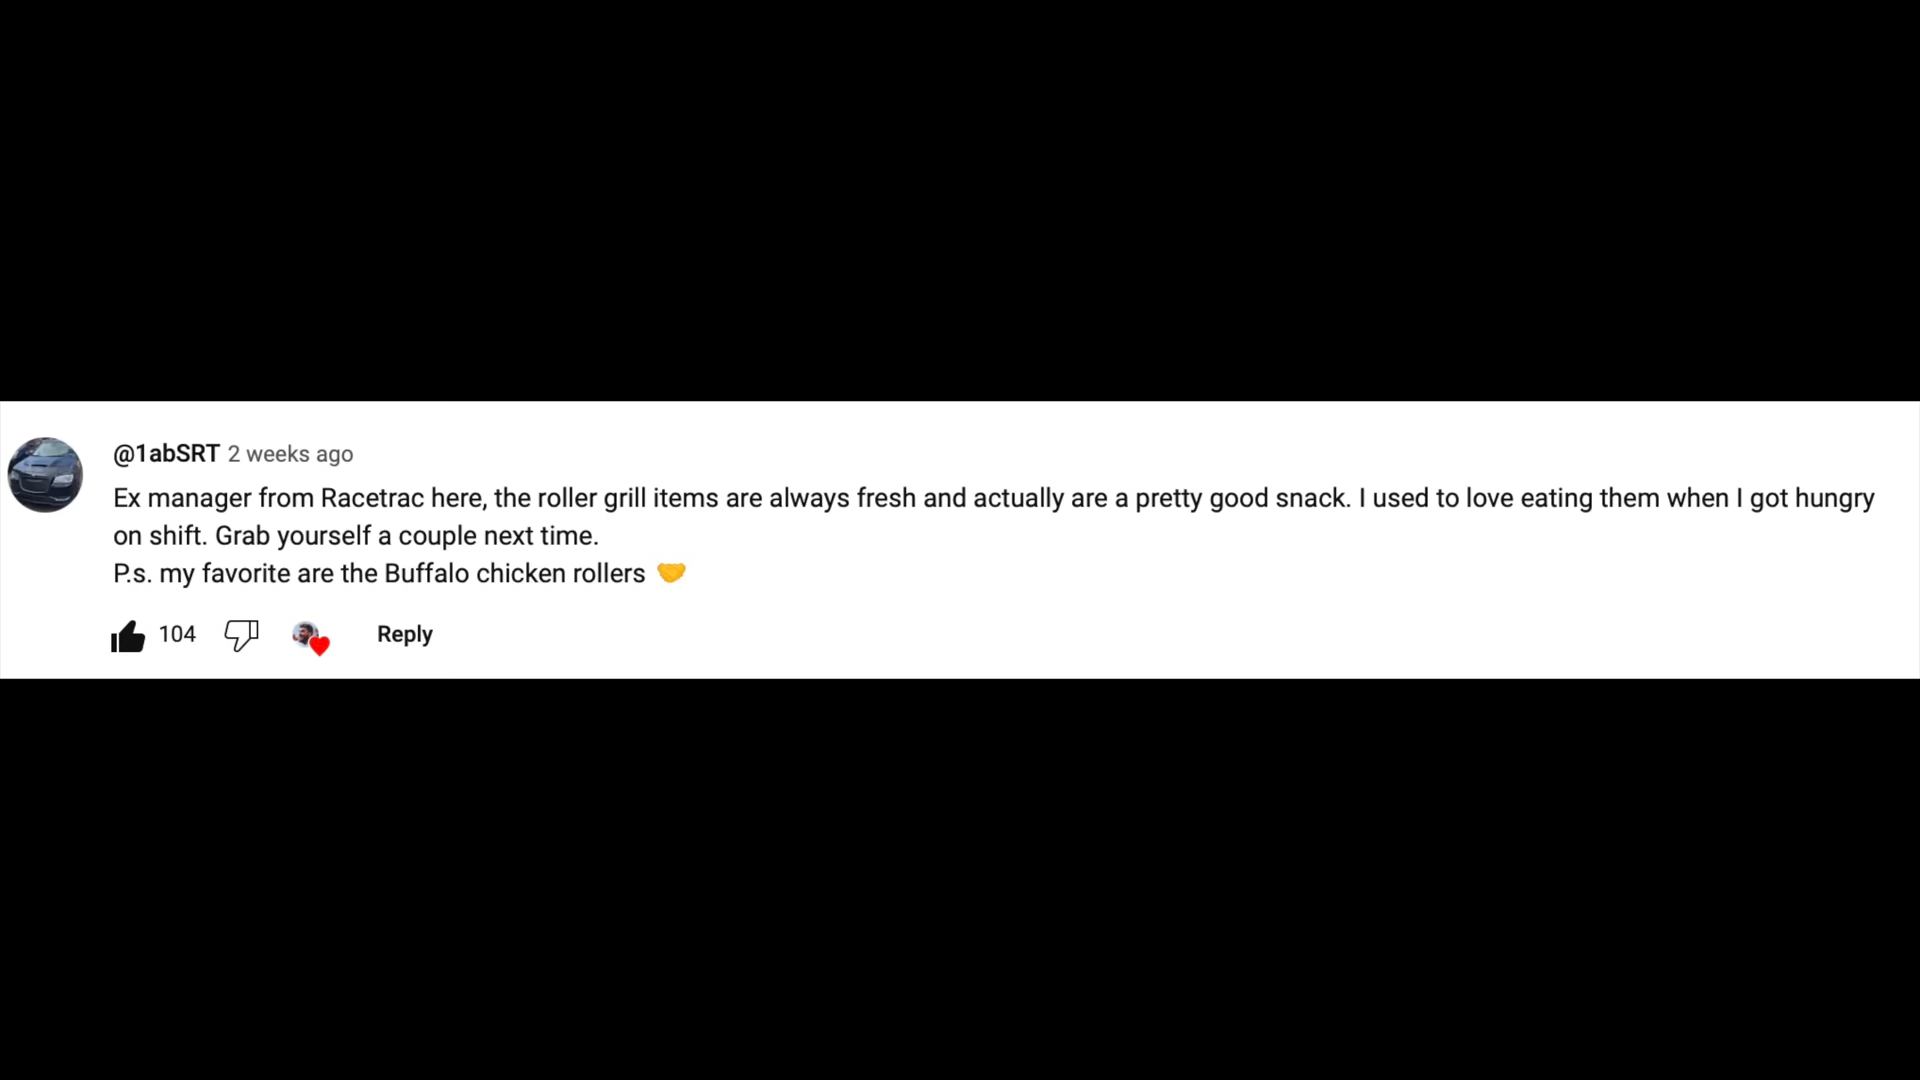 @1abSRT 2 weeks ago
Ex manager from Racetrac here, the roller grill items are always fresh and actually are a pretty good snack. I used to love eating them when I got hungry
on shift. Grab yourself a couple next time.
P.s. my favorite are the Buffalo chicken rollers 🤝
104 Reply